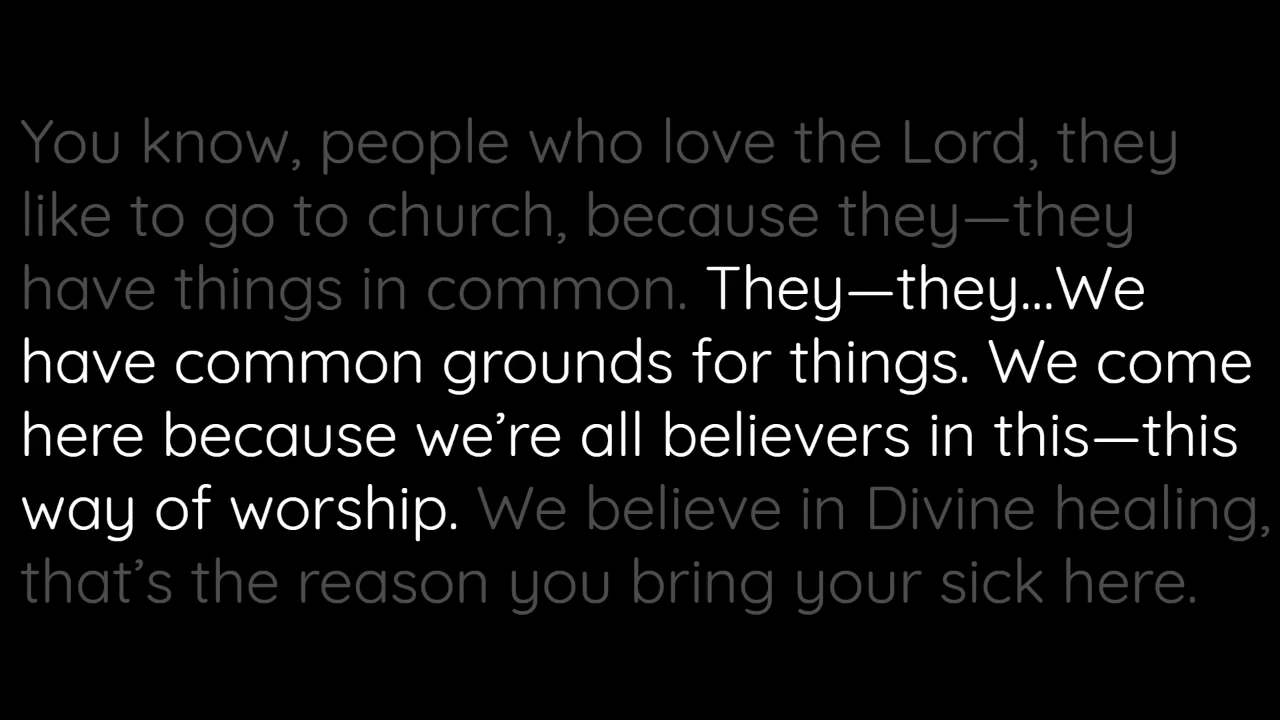 You know, people who love the Lord, they
like to go to church, because they—they
have things in common. They—they...We
have common grounds for things. We come
here because we’re all believers in this—this
way of worship. We believe in Divine healing,
that’s the reason you bring your sick here.